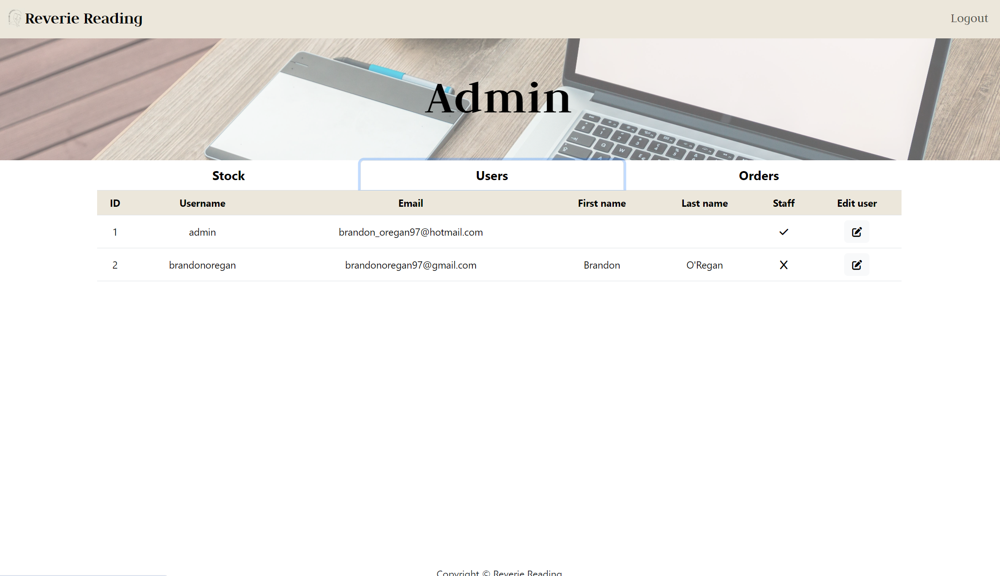 Reverie Reading
Logout
Admin
Stock Users Orders
ID Username Email First name Last name Staff Edit user
1 admin brandon_oregan97@hotmail.com
2 brandonoregan brandonoregan97@gmail.com Brandon O'Regan
Copyright © Reverie Reading